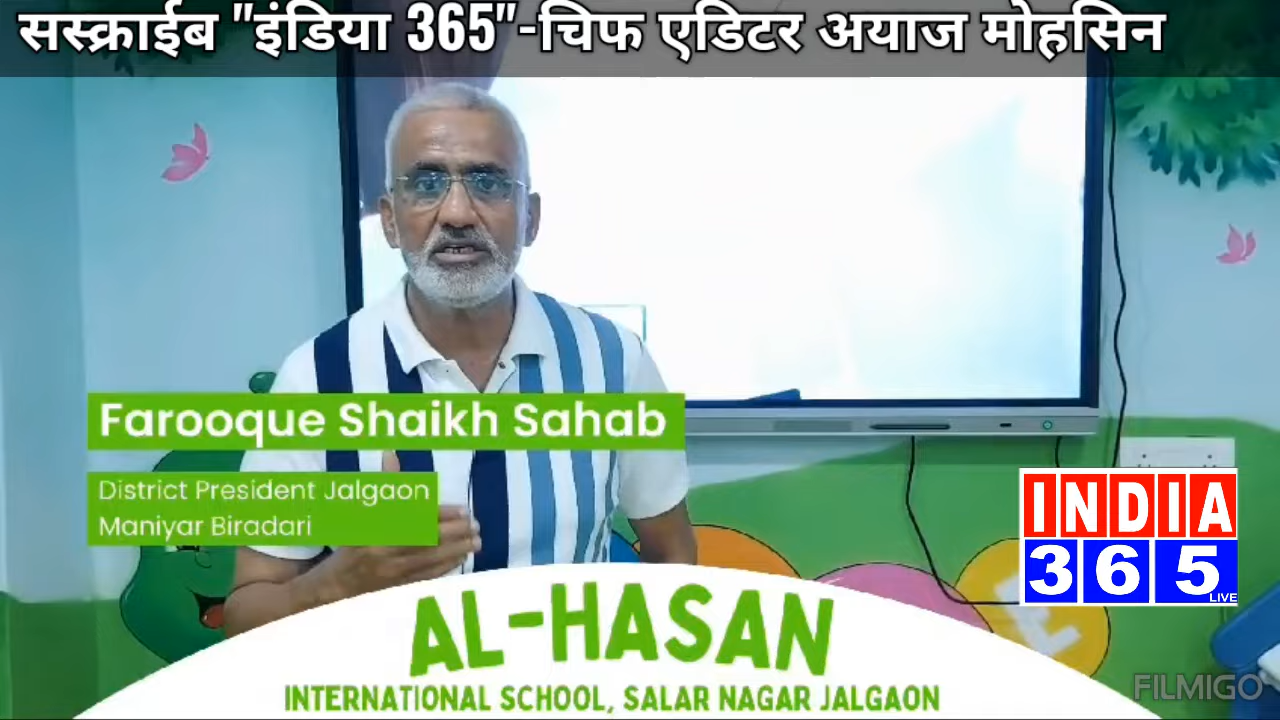 सस्क्राईब "इंडिया 365"-चिफ एडिटर अयाज मोहसिन
Farooque Shaikh Sahab
District President Jalgaon
Maniyar Biradari
INDIA
365
LIVE
AL-HASAN
INTERNATIONAL SCHOOL, SALAR NAGAR JALGAON
FILMIGO